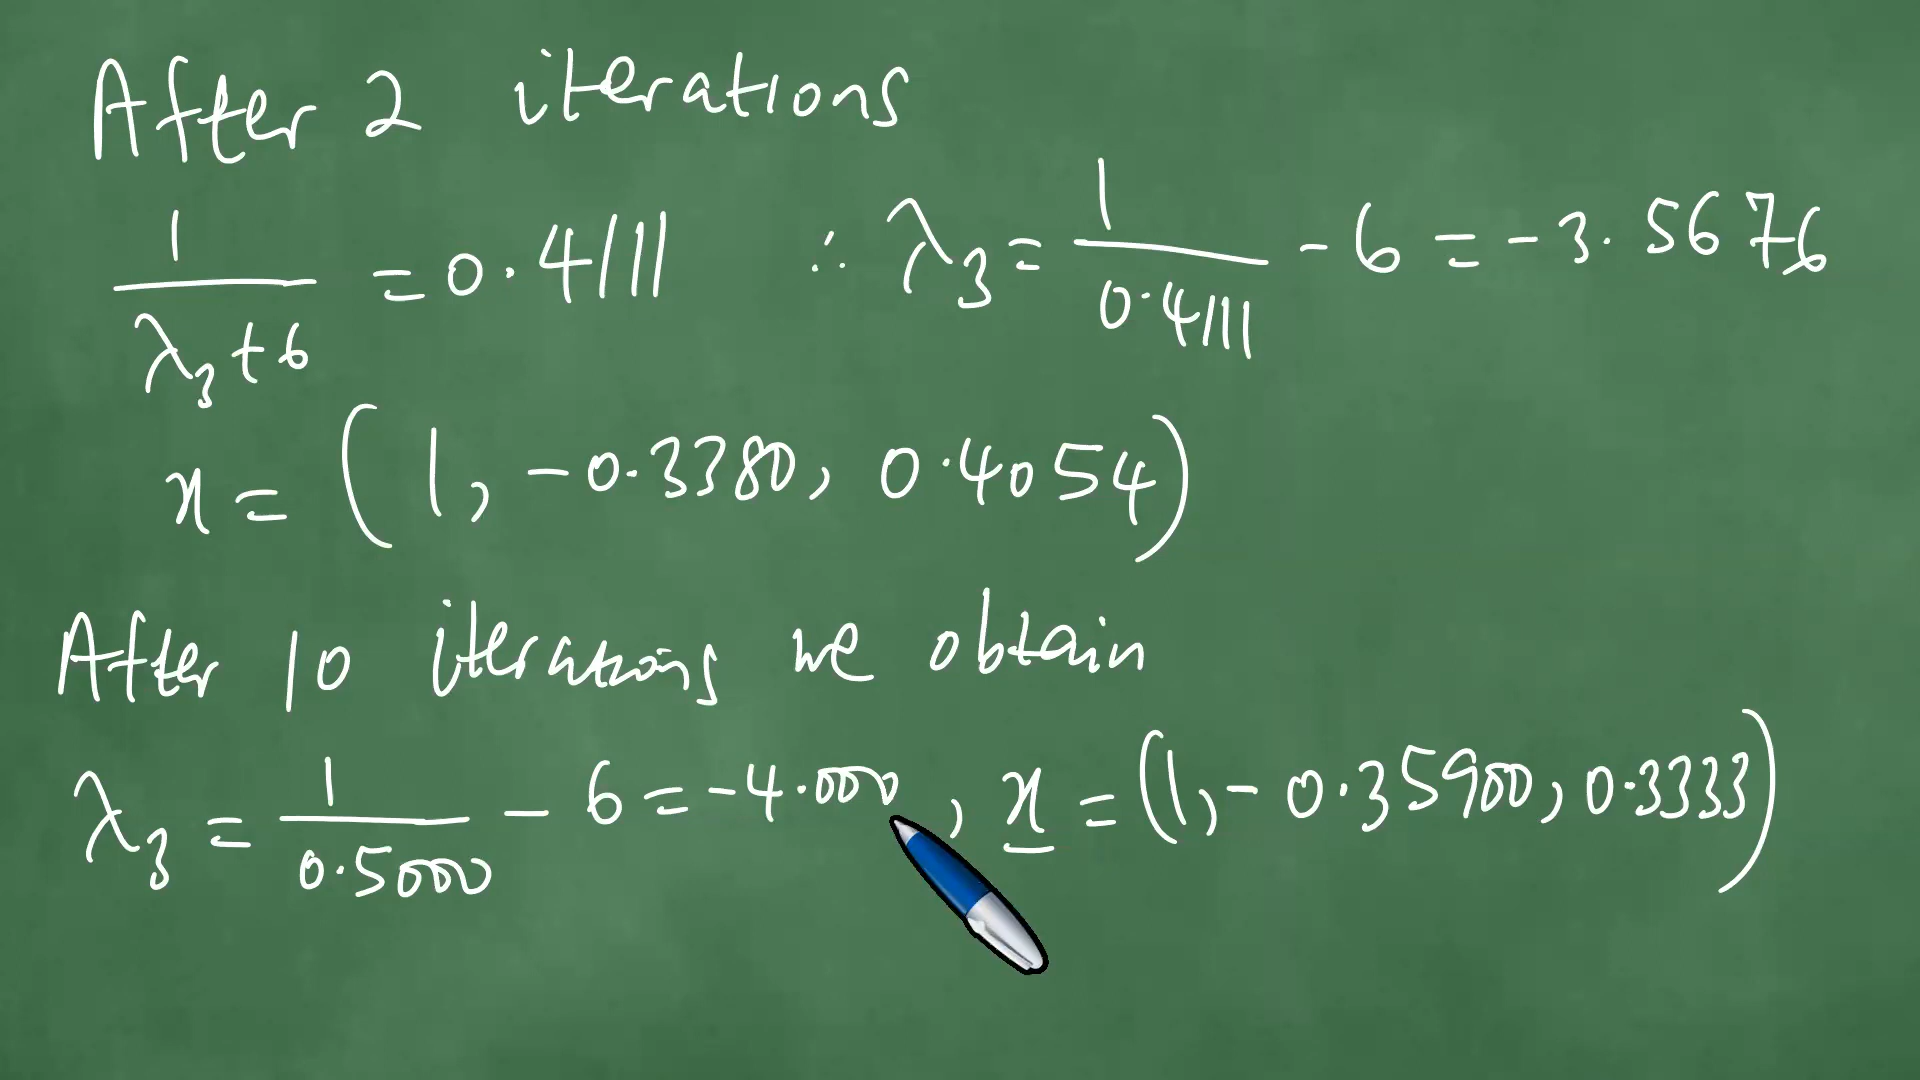 After 2 iterations
1/(λ₃+6) = 0.4111 ∴ λ₃ = 1/0.4111 - 6 = -3.5676
x = (1, -0.3380, 0.4054)
After 10 iterations we obtain
λ₃ = 1/0.5000 - 6 = -4.000, x = (1, -0.35900, 0.3333)